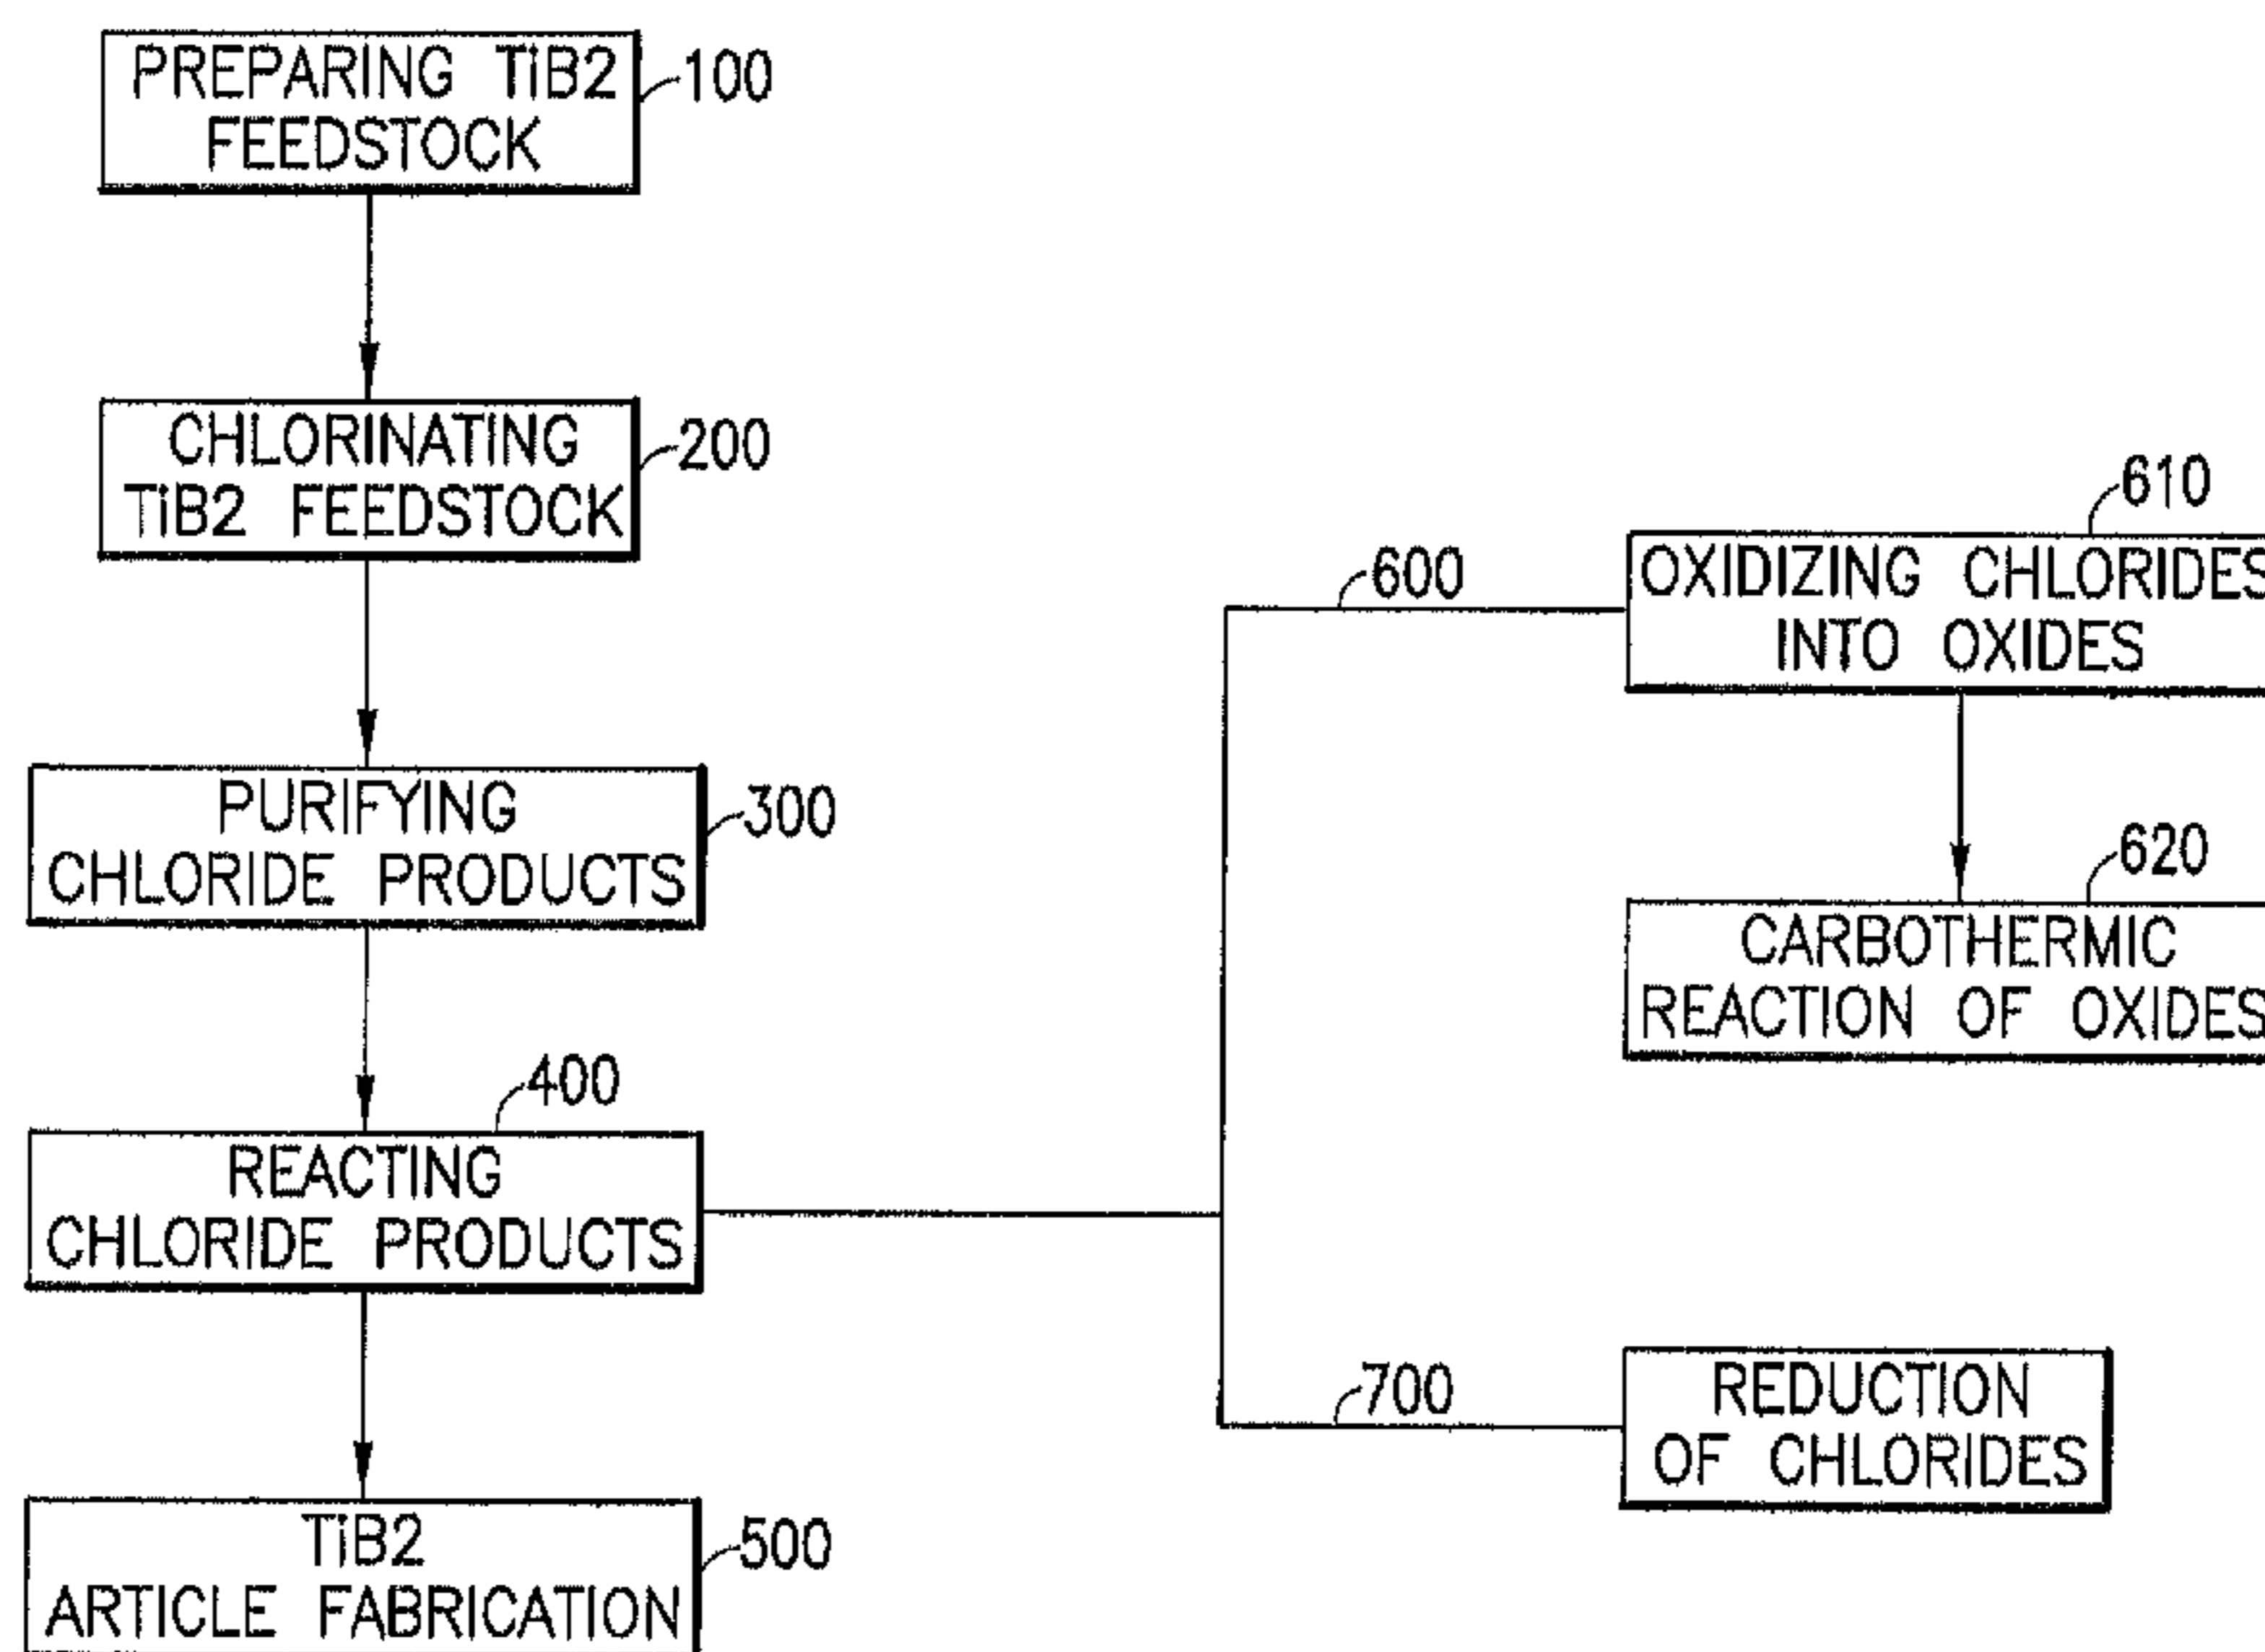 PREPARING TiB2
FEEDSTOCK
100
CHLORINATING
TiB2 FEEDSTOCK
200
PURIFYING
CHLORIDE PRODUCTS
300
400
REACTING
CHLORIDE PRODUCTS
TiB2
ARTICLE FABRICATION
500
600
610
OXIDIZING CHLORIDES
INTO OXIDES
620
CARBOTHERMIC
REACTION OF OXIDES
700
REDUCTION
OF CHLORIDES